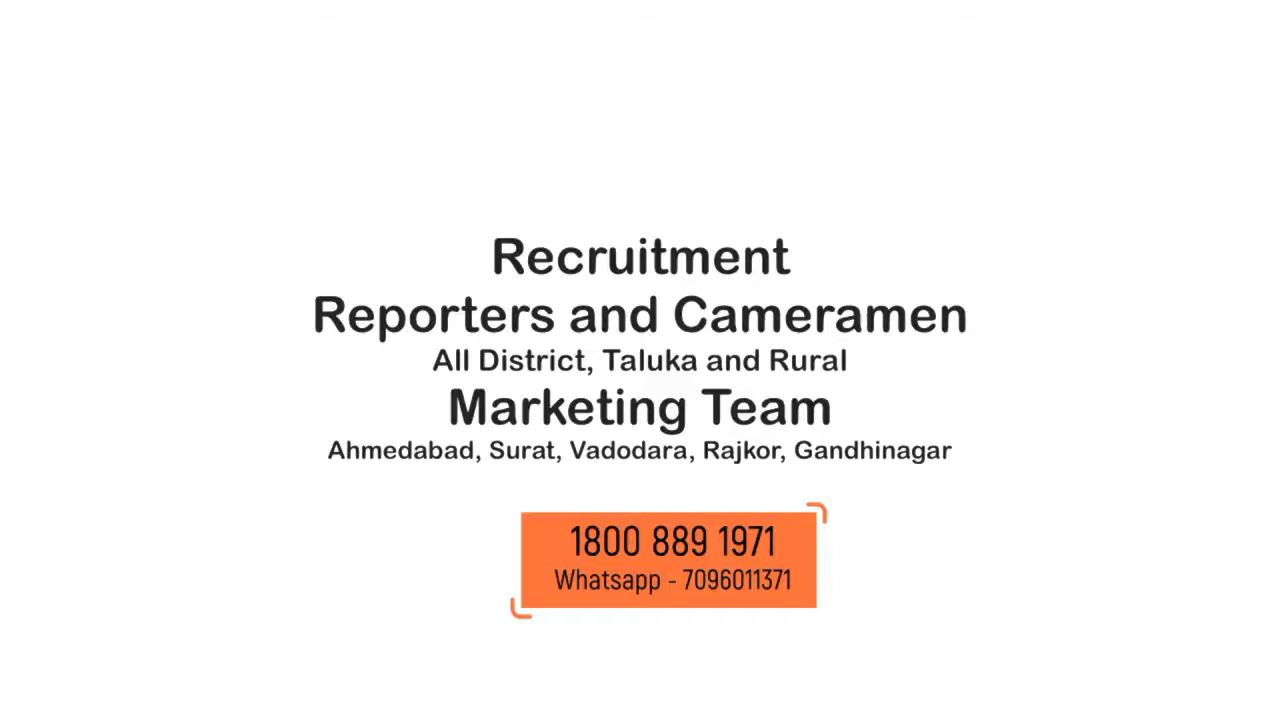 Recruitment
Reporters and Cameramen
All District, Taluka and Rural
Marketing Team
Ahmedabad, Surat, Vadodara, Rajkor, Gandhinagar
1800 889 1971
Whatsapp - 7096011371